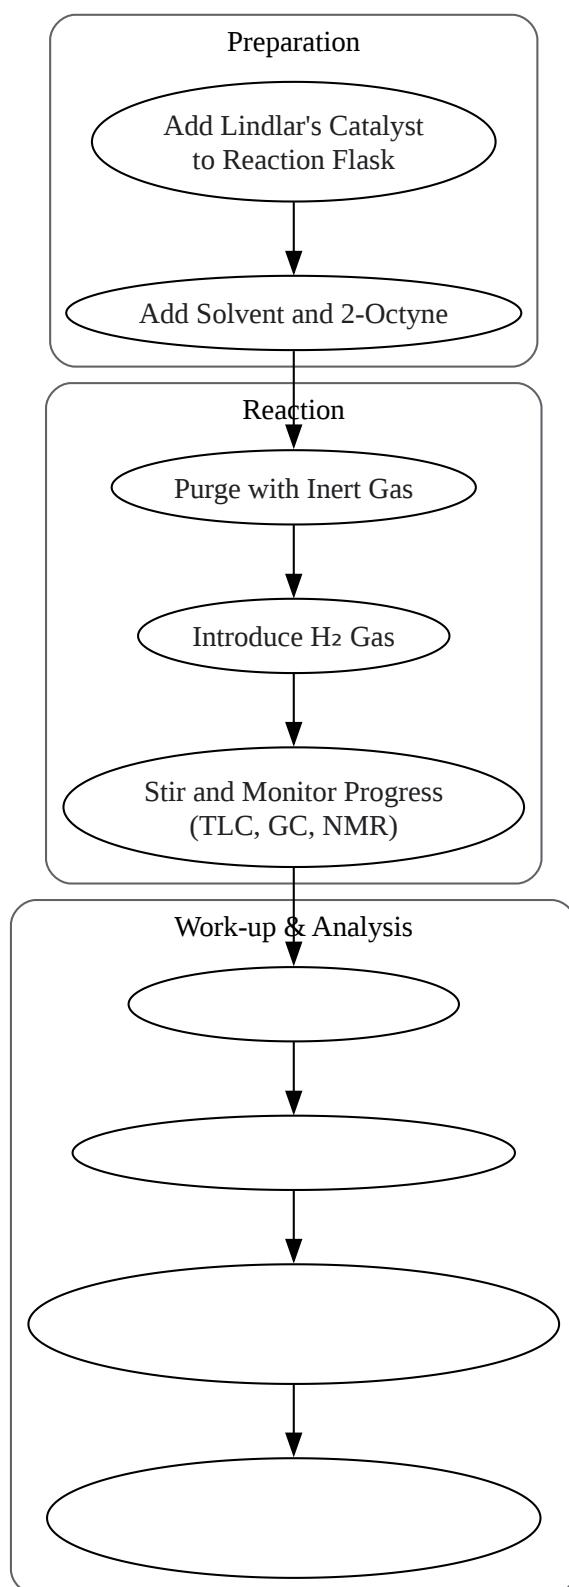 Preparation
Add Lindlar's Catalyst
to Reaction Flask
Add Solvent and 2-Octyne
Reaction
Purge with Inert Gas
Introduce H₂ Gas
Stir and Monitor Progress
(TLC, GC, NMR)
Work-up & Analysis